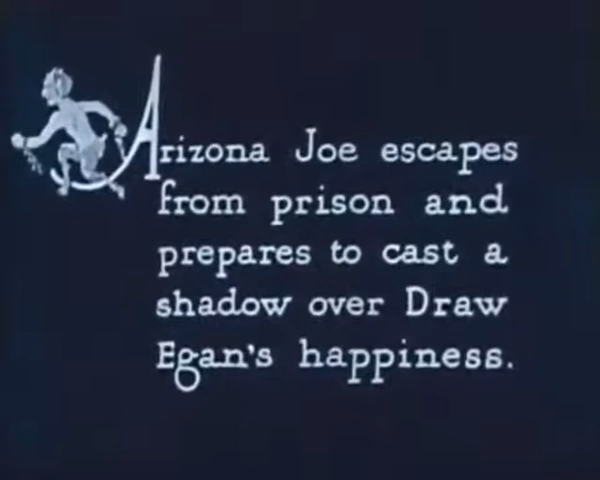 Arizona Joe escapes
from prison and
prepares to cast a
shadow over Draw
Egan's happiness.